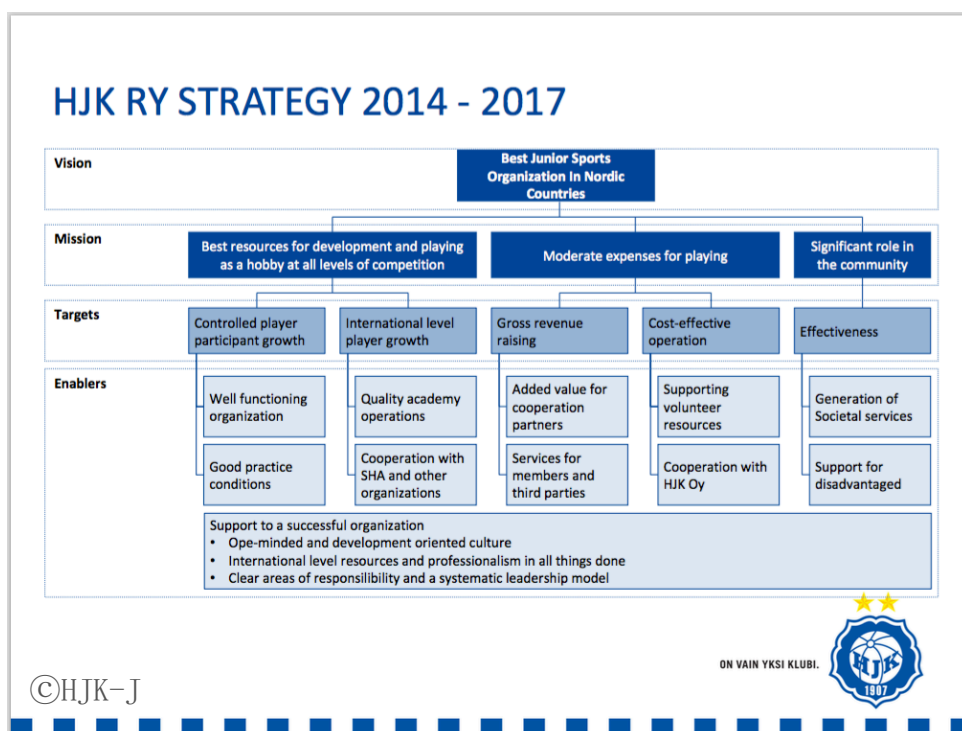 HJK RY STRATEGY 2014 - 2017
Vision
Best Junior Sports
Organization In Nordic
Countries
Mission
Best resources for development and playing
as a hobby at all levels of competition
Moderate expenses for playing
Significant role in
the community
Targets
Controlled player
participant growth
International level
player growth
Gross revenue
raising
Cost-effective
operation
Effectiveness
Enablers
Well functioning
organization
Quality academy
operations
Added value for
cooperation
partners
Supporting
volunteer
resources
Generation of
Societal services
Good practice
conditions
Cooperation with
SHA and other
organizations
Services for
members and
third parties
Cooperation with
HJK Oy
Support for
disadvantaged
Support to a successful organization
• Ope-minded and development oriented culture
• International level resources and professionalism in all things done
• Clear areas of responsilibility and a systematic leadership model
ON VAIN YKSI KLUBI.
HJK
1907
©HJK-J